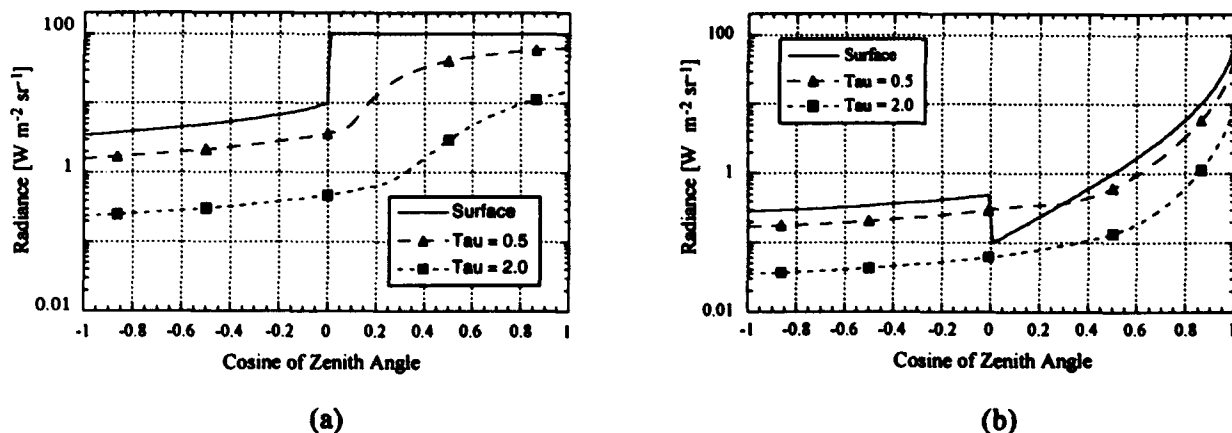 100
1
0.01
Radiance [W m-2 sr-1]
-1 -0.8 -0.6 -0.4 -0.2 0 0.2 0.4 0.6 0.8 1
Cosine of Zenith Angle
Surface
Tau = 0.5
Tau = 2.0
(a)
100
1
0.01
Radiance [W m-2 sr-1]
-1 -0.8 -0.6 -0.4 -0.2 0 0.2 0.4 0.6 0.8 1
Cosine of Zenith Angle
Surface
Tau = 0.5
Tau = 2.0
(b)